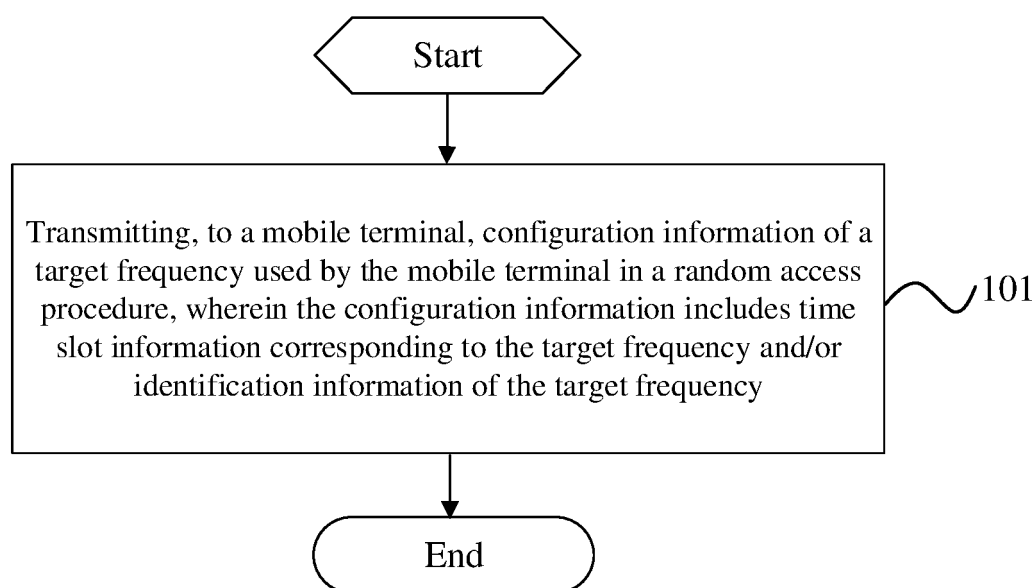 Start
Transmitting, to a mobile terminal, configuration information of a
target frequency used by the mobile terminal in a random access
procedure, wherein the configuration information includes time
slot information corresponding to the target frequency and/or
identification information of the target frequency
101
End